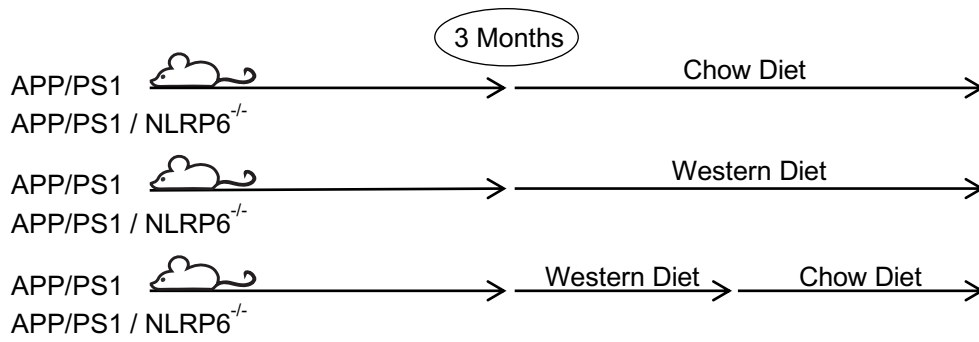 3 Months
APP/PS1
Chow Diet
APP/PS1 / NLRP6-/-
APP/PS1
Western Diet
APP/PS1 / NLRP6-/-
APP/PS1
Western Diet
Chow Diet
APP/PS1 / NLRP6-/-